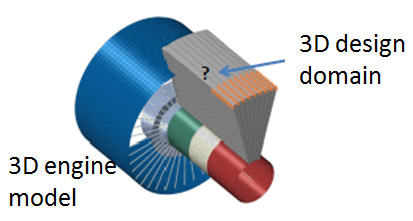 3D design
domain
?
3D engine
model